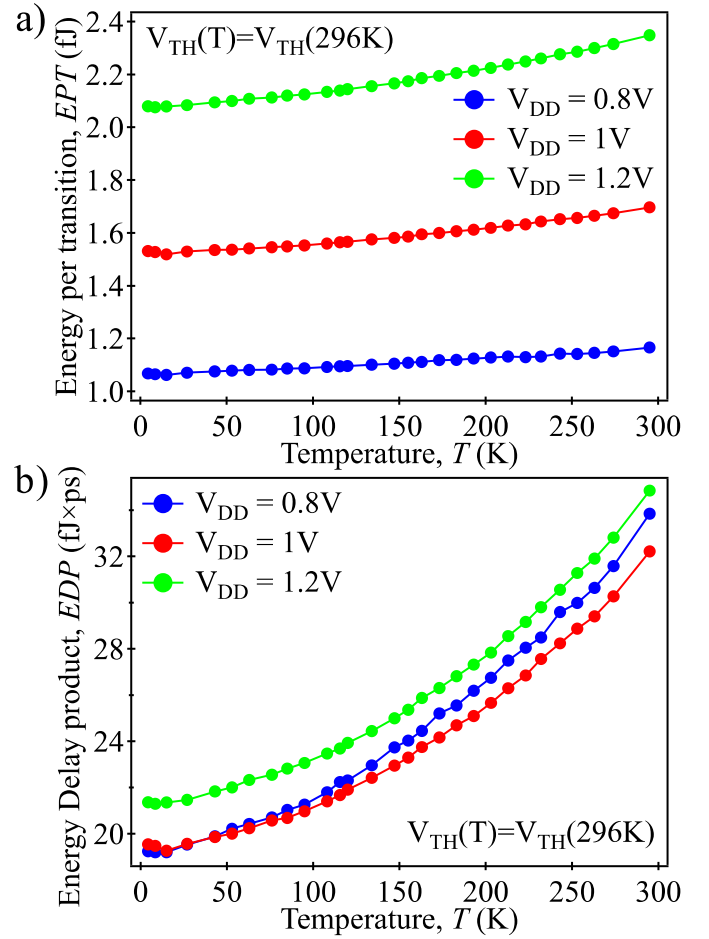 a)
Energy per transition, EPT (fJ)
2.4
2.2
2.0
1.8
1.6
1.4
1.2
1.0
V_TH(T)=V_TH(296K)
V_DD = 0.8V
V_DD = 1V
V_DD = 1.2V
0 50 100 150 200 250 300
Temperature, T (K)
b)
Energy Delay product, EDP (fJ×ps)
32
28
24
20
V_DD = 0.8V
V_DD = 1V
V_DD = 1.2V
V_TH(T)=V_TH(296K)
0 50 100 150 200 250 300
Temperature, T (K)